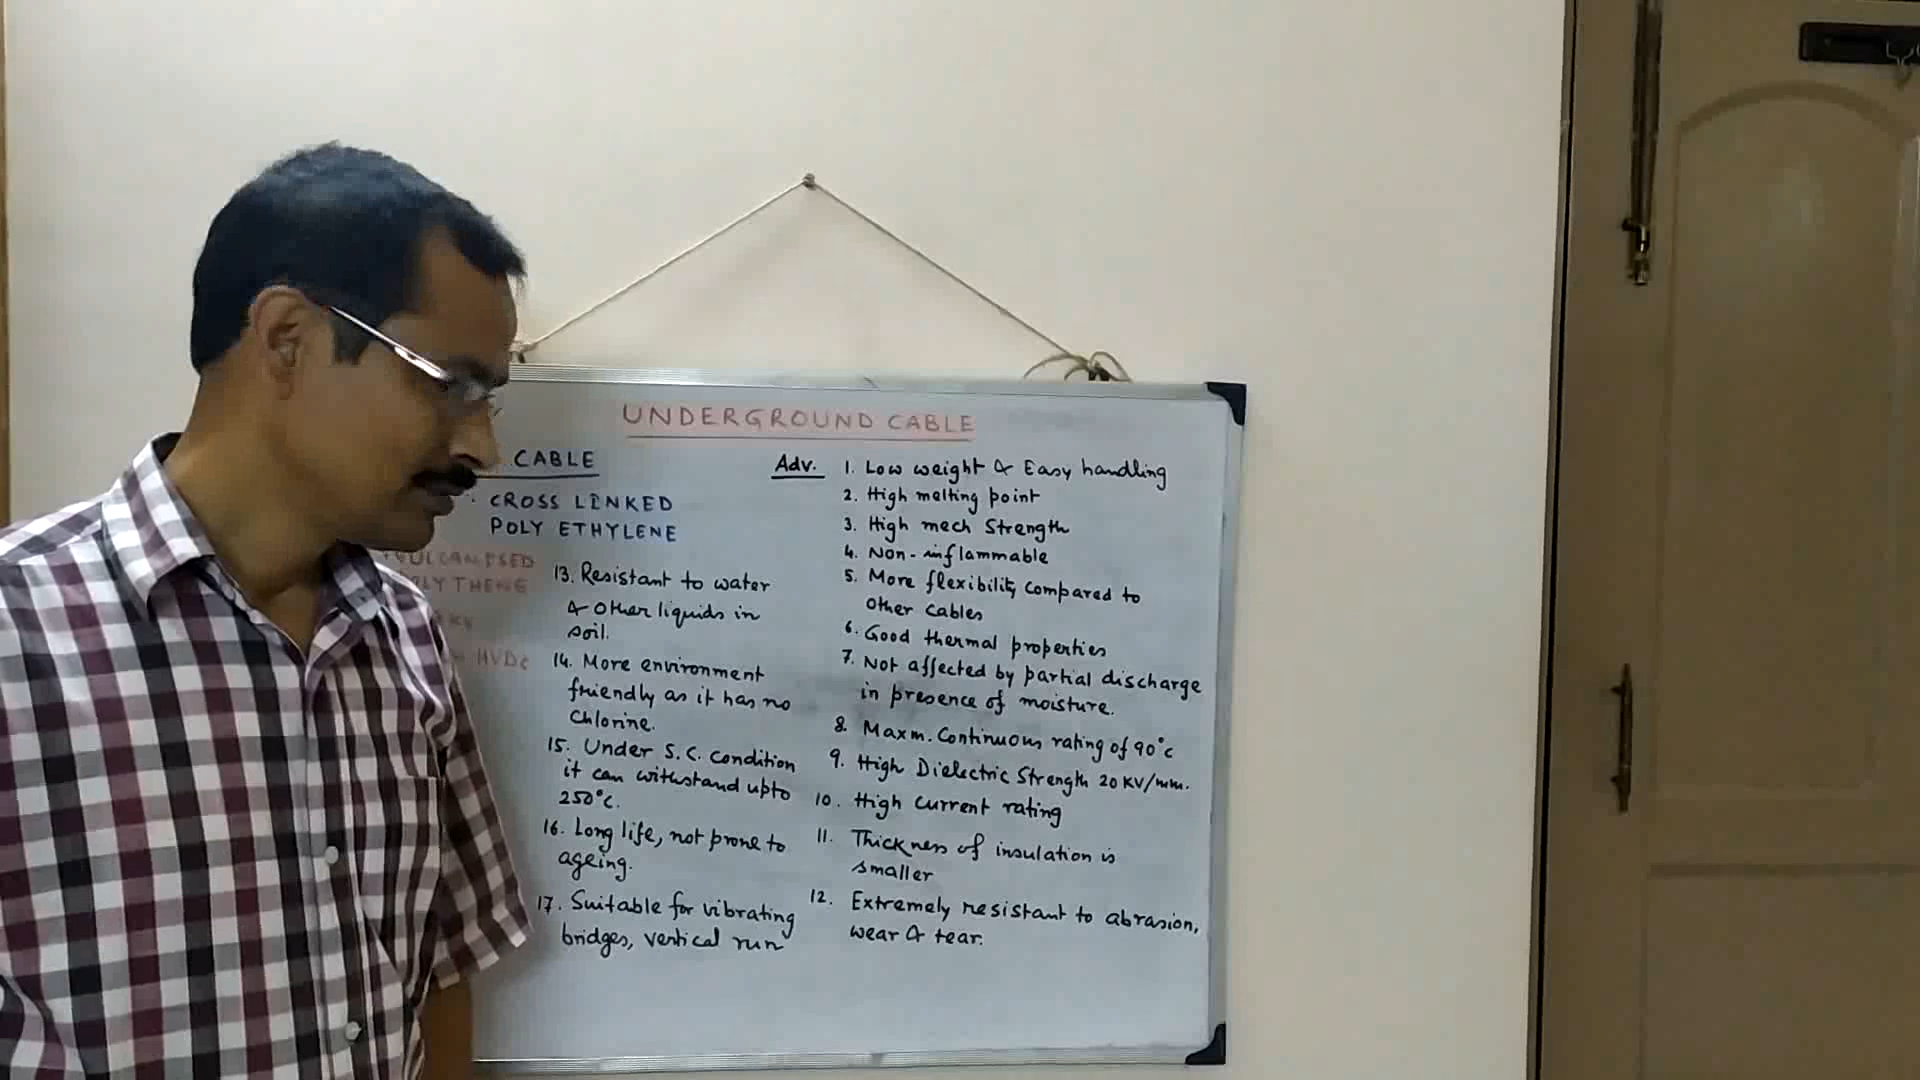 UNDERGROUND CABLE
CABLE
CROSS LINKED
POLY ETHYLENE
HVDC
Adv. 1. Low weight & Easy handling
2. High melting point
3. High mech Strength
4. Non-inflammable
5. More flexibility compared to
other cables
6. Good thermal properties
7. Not affected by partial discharge
in presence of moisture.
8. Maxm. Continuous rating of 90°c
9. High Dielectric Strength 20 KV/mm.
10. High current rating
11. Thickness of insulation is
smaller
12. Extremely resistant to abrasion,
wear & tear.
13. Resistant to water
& other liquids in
soil.
14. More environment
friendly as it has no
Chlorine.
15. Under S.C. condition
it can withstand upto
250°c.
16. Long life, not prone to
ageing.
17. Suitable for vibrating
bridges, vertical run